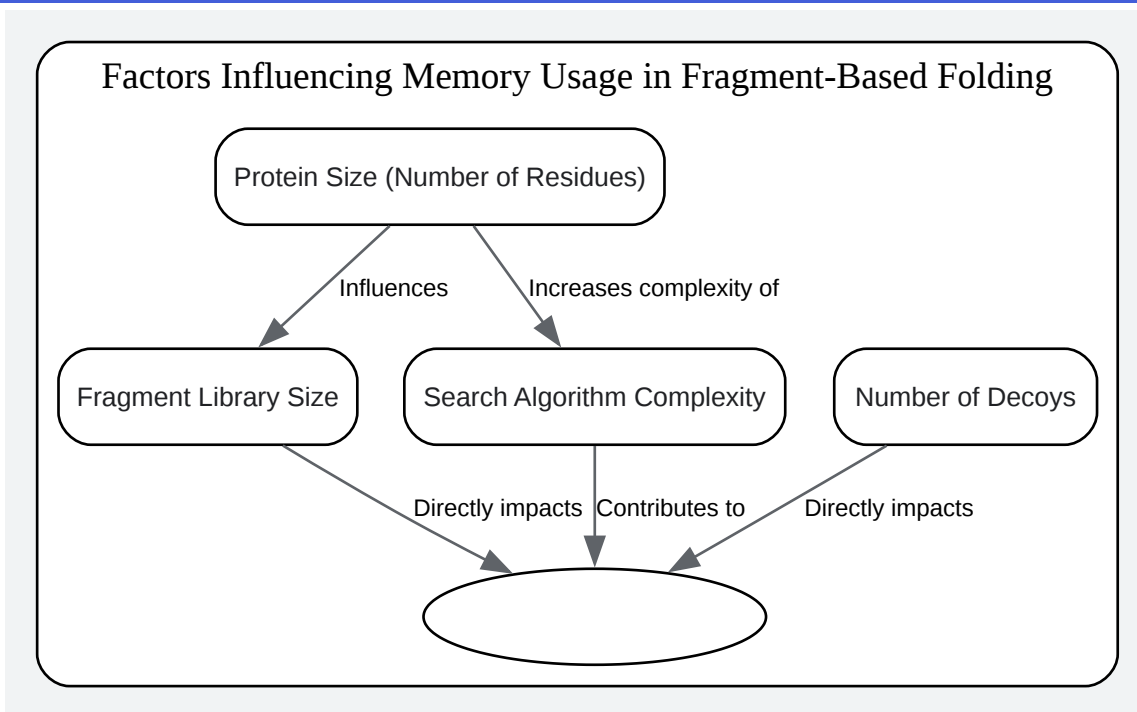 Factors Influencing Memory Usage in Fragment-Based Folding
Protein Size (Number of Residues)
Influences
Increases complexity of
Fragment Library Size
Search Algorithm Complexity
Number of Decoys
Directly impacts
Contributes to
Directly impacts